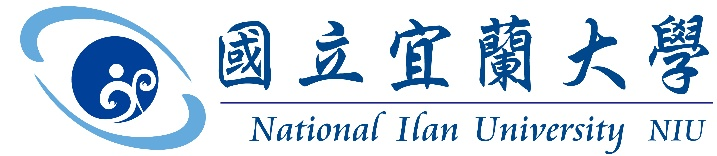 國立宜蘭大學
National Ilan University NIU